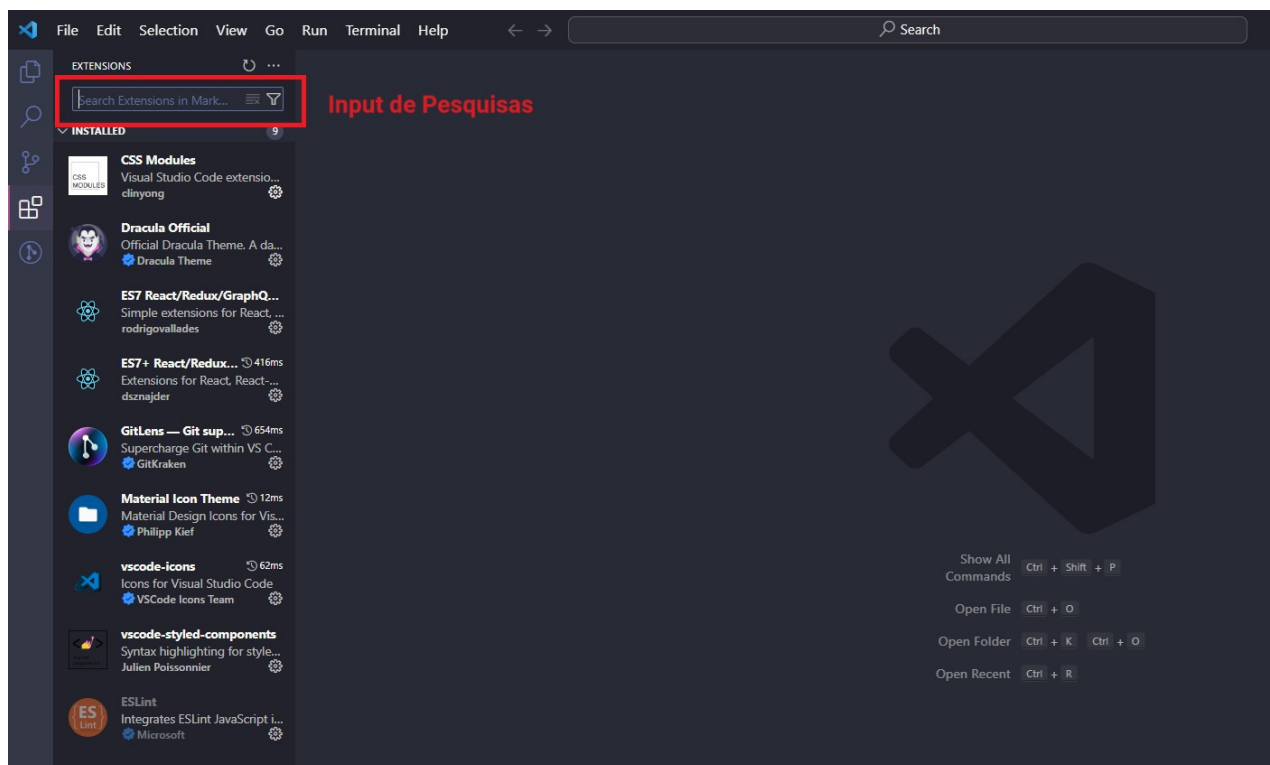 File Edit Selection View Go Run Terminal Help
Search
EXTENSIONS
Search Extensions in Mark...
Input de Pesquisas
INSTALLED 9
CSS MODULES
CSS Modules
Visual Studio Code extensio...
clinyong
Dracula Official
Official Dracula Theme. A da...
Dracula Theme
ES7 React/Redux/GraphQ...
Simple extensions for React, ...
rodrigovallades
ES7+ React/Redux... 416ms
Extensions for React, React-...
dsznajder
GitLens — Git sup... 654ms
Supercharge Git within VS C...
GitKraken
Material Icon Theme 12ms
Material Design Icons for Vis...
Philipp Kief
vscode-icons 62ms
Icons for Visual Studio Code
VSCode Icons Team
vscode-styled-components
Syntax highlighting for style...
Julien Poissonnier
ES Lint
ESLint
Integrates ESLint JavaScript i...
Microsoft
Show All Commands Ctrl + Shift + P
Open File Ctrl + O
Open Folder Ctrl + K Ctrl + O
Open Recent Ctrl + R